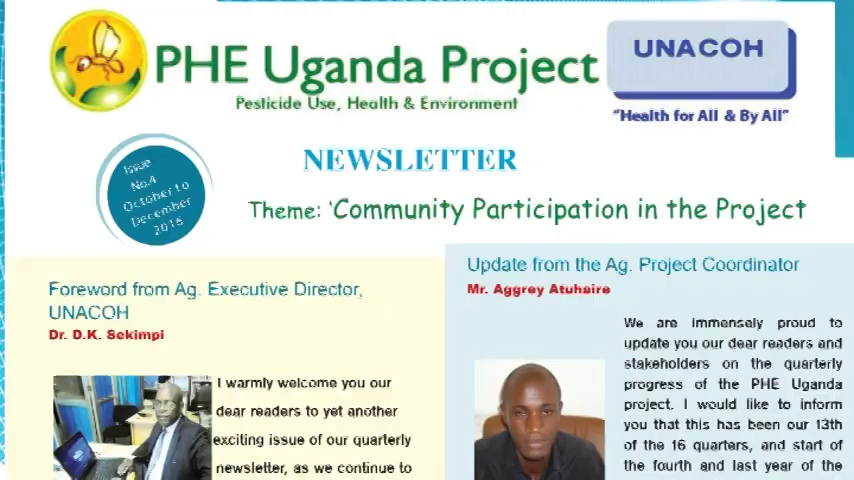 PHE Uganda Project
Pesticide Use, Health & Environment
UNACOH
"Health for All & By All"
NEWSLETTER
Issue
No.4
October to
December
2016
Theme: 'Community Participation in the Project
Foreword from Ag. Executive Director,
UNACOH
Dr. D.K. Sekimpi
I warmly welcome you our
dear readers to yet another
exciting issue of our quarterly
newsletter, as we continue to
Update from the Ag. Project Coordinator
Mr. Aggrey Atuhaire
We are immensely proud to
update you our dear readers and
stakeholders on the quarterly
progress of the PHE Uganda
project. I would like to inform
you that this has been our 13th
of the 16 quarters, and start of
the fourth and last year of the